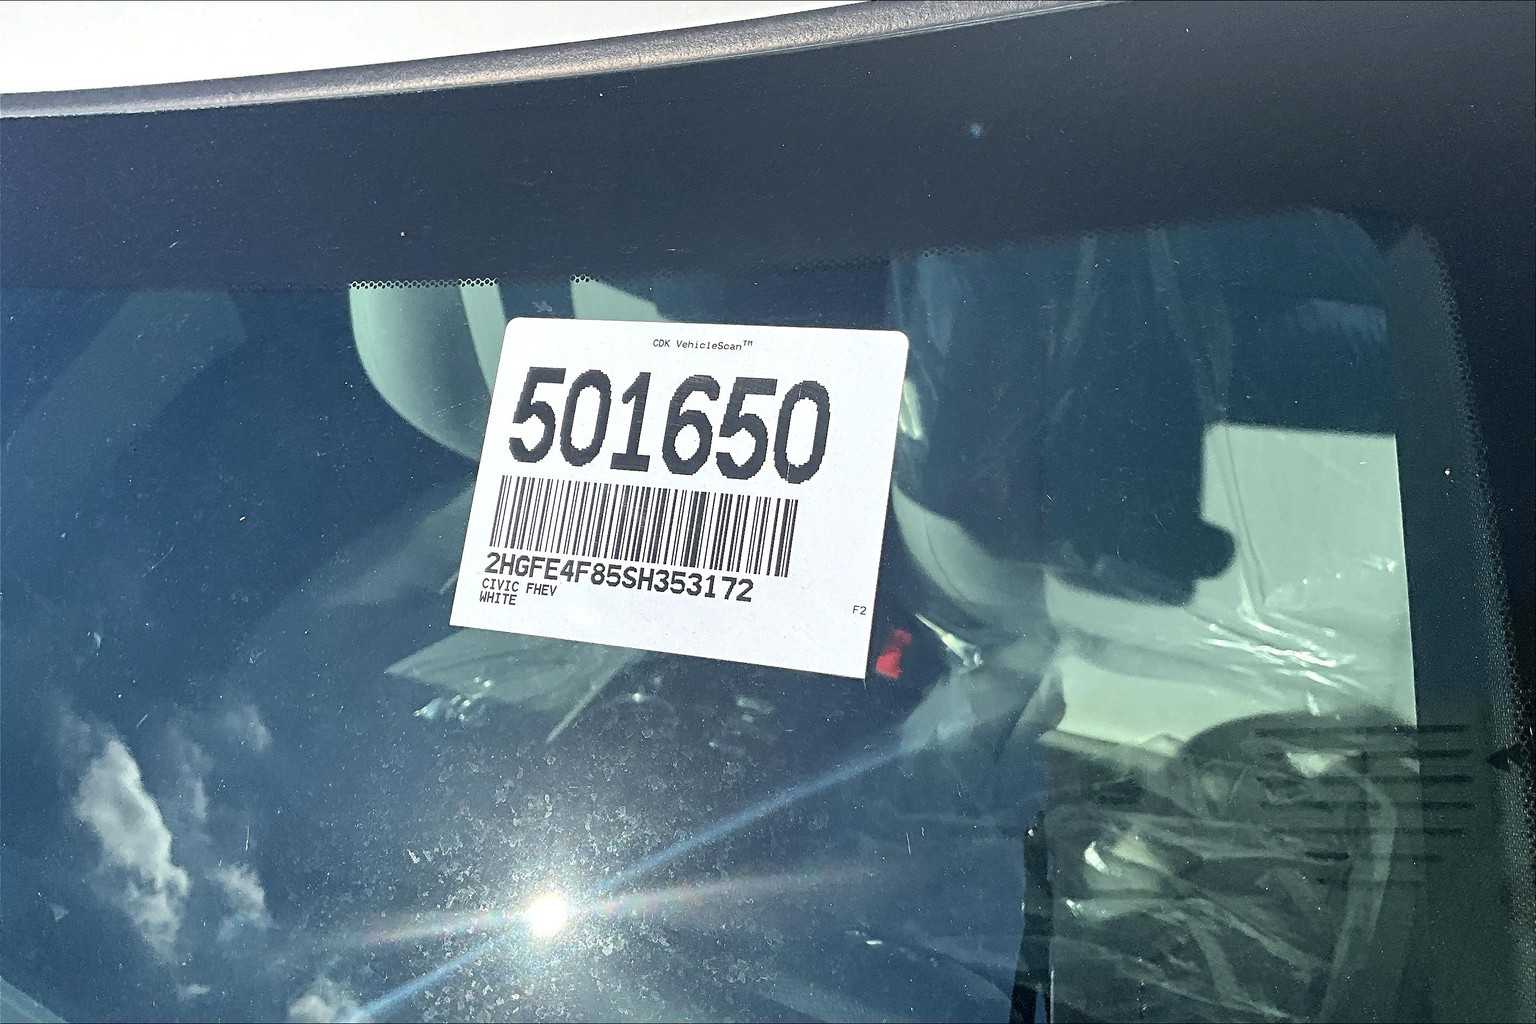 CDK VehicleScan™
501650
2HGFE4F85SH353172
CIVIC FHEV
WHITE
F2